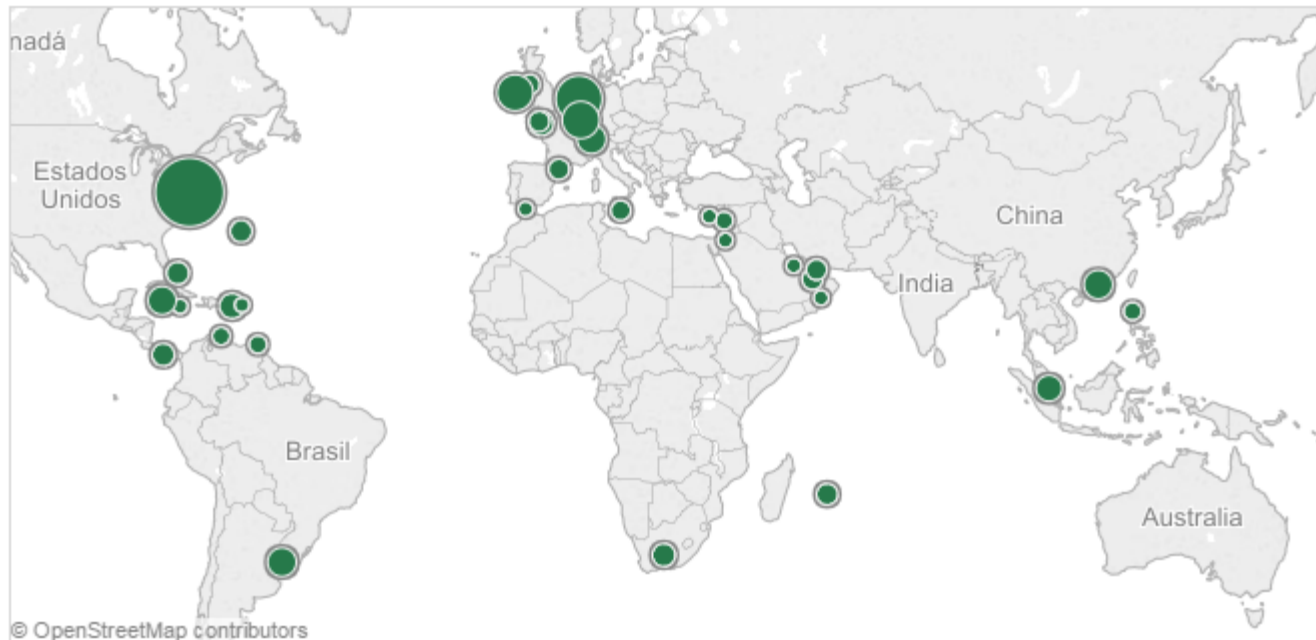 nadá
Estados
Unidos
China
India
Brasil
Australia
© OpenStreetMap contributors